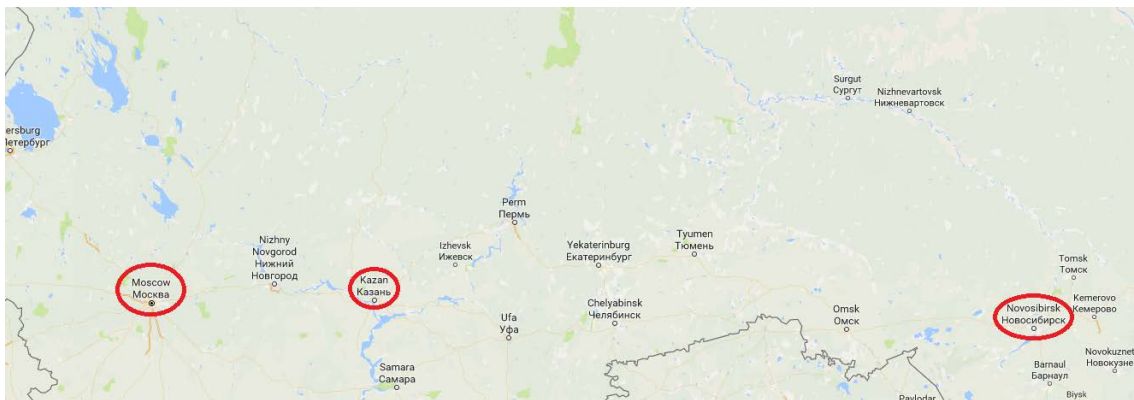 ersburg
Петербург
Surgut
Сургут
Nizhnevartovsk
Нижневартовск
Perm
Пермь
Nizhny
Novgorod
Нижний
Новгород
Izhevsk
Ижевск
Yekaterinburg
Екатеринбург
Tyumen
Тюмень
Tomsk
Томск
Moscow
Москва
Kazan
Казань
Chelyabinsk
Челябинск
Ufa
Уфа
Omsk
Омск
Novosibirsk
Новосибирск
Kemerovo
Кемерово
Samara
Самара
Barnaul
Барнаул
Novokuznet
Новокузне
Biysk
Pavlodar